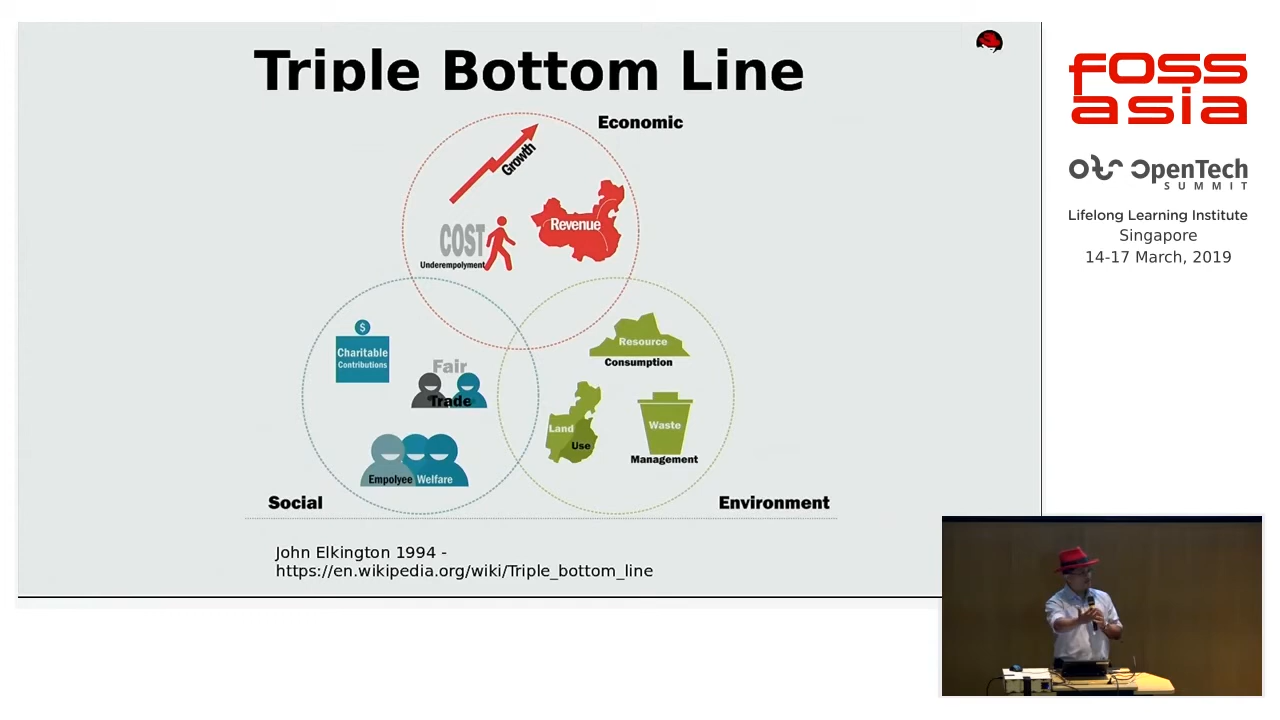 Triple Bottom Line
Economic
Growth
COST
Underempolyment
Revenue
$
Charitable
Contributions
Fair
Trade
Empolyee Welfare
Social
Resource
Consumption
Land
Use
Waste
Management
Environment
John Elkington 1994 -
https://en.wikipedia.org/wiki/Triple_bottom_line
FOSS
asia
OpenTech
SUMMIT
Lifelong Learning Institute
Singapore
14-17 March, 2019